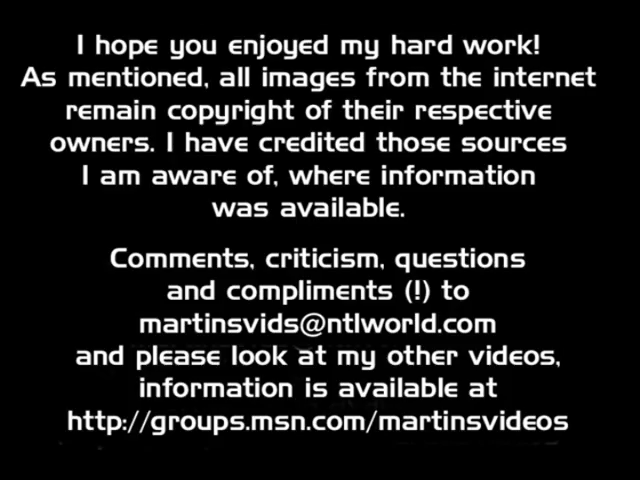 I hope you enjoyed my hard work!
As mentioned, all images from the internet
remain copyright of their respective
owners. I have credited those sources
I am aware of, where information
was available.
Comments, criticism, questions
and compliments (!) to
martinsvids@ntlworld.com
and please look at my other videos,
information is available at
http://groups.msn.com/martinsvideos